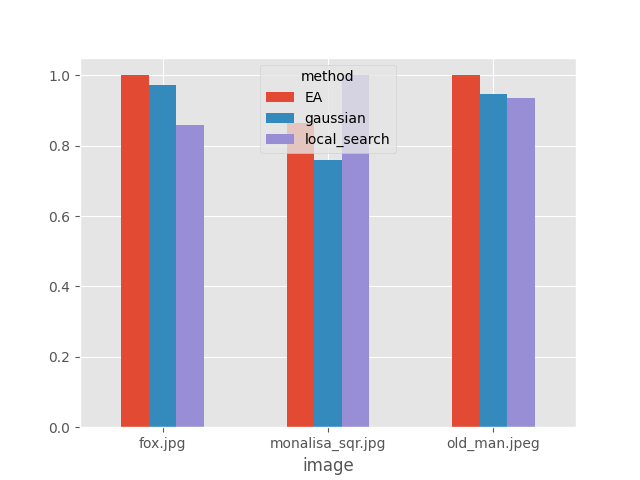 method
EA
gaussian
local_search
1.0
0.8
0.6
0.4
0.2
0.0
fox.jpg monalisa_sqr.jpg old_man.jpeg
image